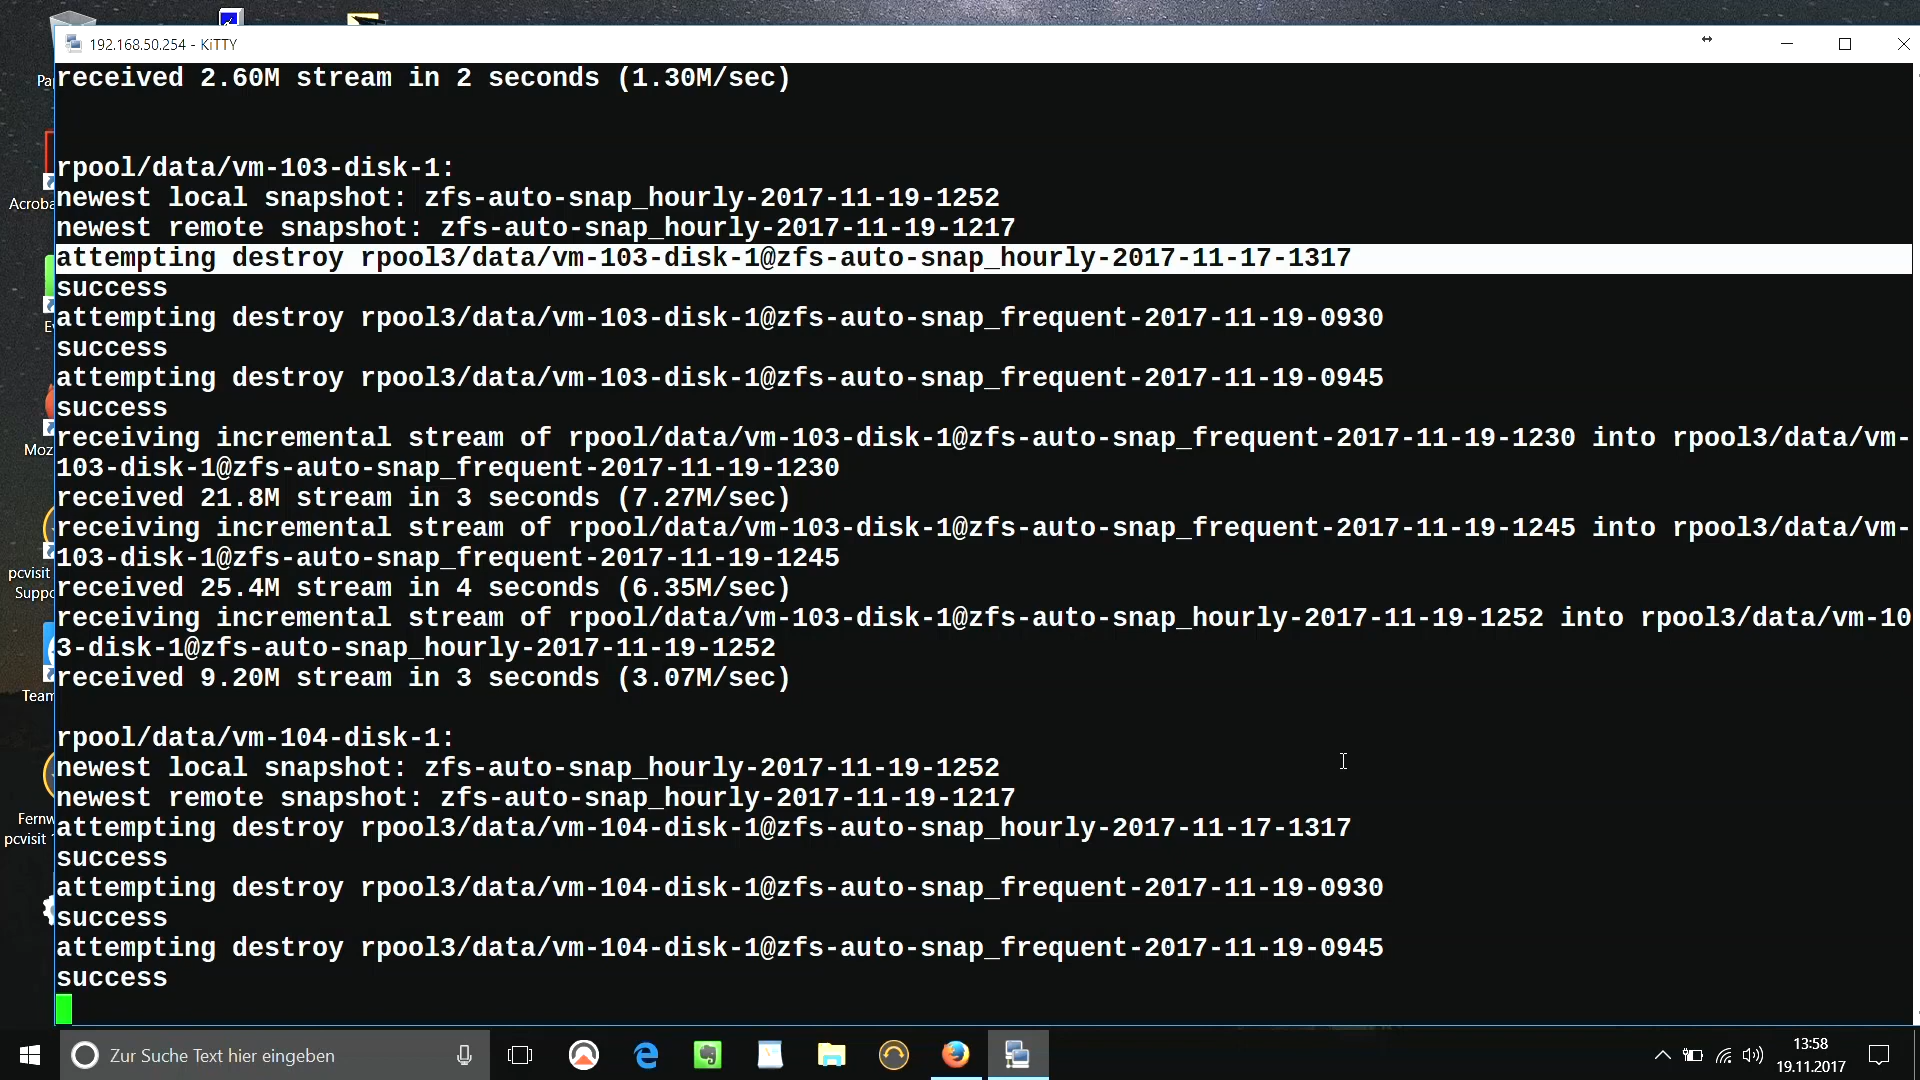 192.168.50.254 - KiTTY
received 2.60M stream in 2 seconds (1.30M/sec)
rpool/data/vm-103-disk-1:
newest local snapshot: zfs-auto-snap_hourly-2017-11-19-1252
newest remote snapshot: zfs-auto-snap_hourly-2017-11-19-1217
attempting destroy rpool3/data/vm-103-disk-1@zfs-auto-snap_hourly-2017-11-17-1317
success
attempting destroy rpool3/data/vm-103-disk-1@zfs-auto-snap_frequent-2017-11-19-0930
success
attempting destroy rpool3/data/vm-103-disk-1@zfs-auto-snap_frequent-2017-11-19-0945
success
receiving incremental stream of rpool/data/vm-103-disk-1@zfs-auto-snap_frequent-2017-11-19-1230 into rpool3/data/vm-
103-disk-1@zfs-auto-snap_frequent-2017-11-19-1230
received 21.8M stream in 3 seconds (7.27M/sec)
receiving incremental stream of rpool/data/vm-103-disk-1@zfs-auto-snap_frequent-2017-11-19-1245 into rpool3/data/vm-
103-disk-1@zfs-auto-snap_frequent-2017-11-19-1245
received 25.4M stream in 4 seconds (6.35M/sec)
receiving incremental stream of rpool/data/vm-103-disk-1@zfs-auto-snap_hourly-2017-11-19-1252 into rpool3/data/vm-10
3-disk-1@zfs-auto-snap_hourly-2017-11-19-1252
received 9.20M stream in 3 seconds (3.07M/sec)
rpool/data/vm-104-disk-1:
newest local snapshot: zfs-auto-snap_hourly-2017-11-19-1252
newest remote snapshot: zfs-auto-snap_hourly-2017-11-19-1217
attempting destroy rpool3/data/vm-104-disk-1@zfs-auto-snap_hourly-2017-11-17-1317
success
attempting destroy rpool3/data/vm-104-disk-1@zfs-auto-snap_frequent-2017-11-19-0930
success
attempting destroy rpool3/data/vm-104-disk-1@zfs-auto-snap_frequent-2017-11-19-0945
success
Pa
Acroba
Ev
Moz
pcvisit
Suppo
Team
Fernw
pcvisit
Zur Suche Text hier eingeben
13:58
19.11.2017